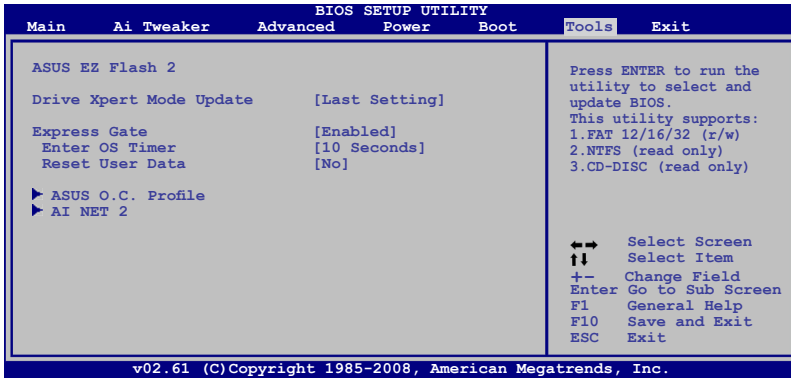 BIOS SETUP UTILITY
Main Ai Tweaker Advanced Power Boot Tools Exit
ASUS EZ Flash 2
Drive Xpert Mode Update [Last Setting]
Express Gate [Enabled]
Enter OS Timer [10 Seconds]
Reset User Data [No]
ASUS O.C. Profile
AI NET 2
Press ENTER to run the
utility to select and
update BIOS.
This utility supports:
1.FAT 12/16/32 (r/w)
2.NTFS (read only)
3.CD-DISC (read only)
←→ Select Screen
↑↓ Select Item
+- Change Field
Enter Go to Sub Screen
F1 General Help
F10 Save and Exit
ESC Exit
v02.61 (C)Copyright 1985-2008, American Megatrends, Inc.